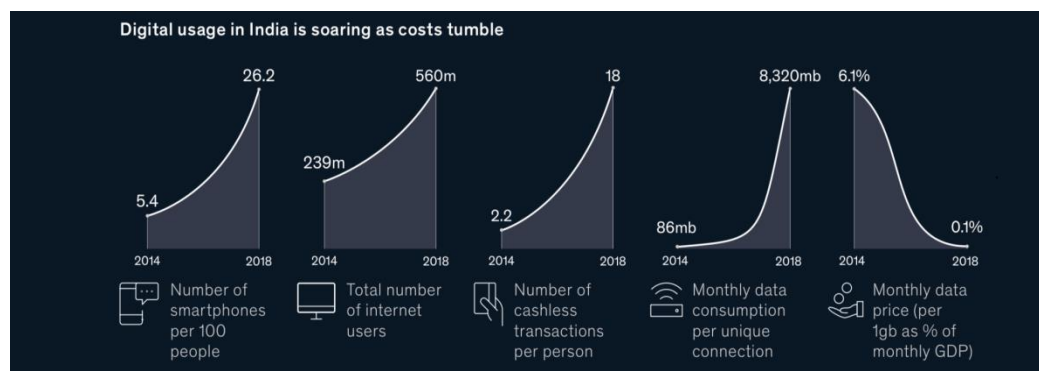 Digital usage in India is soaring as costs tumble
26.2
5.4
2014 2018
Number of
smartphones
per 100
people
560m
239m
2014 2018
Total number
of internet
users
18
2.2
2014 2018
Number of
cashless
transactions
per person
8,320mb
86mb
2014 2018
Monthly data
consumption
per unique
connection
6.1%
0.1%
2014 2018
Monthly data
price (per
1gb as % of
monthly GDP)